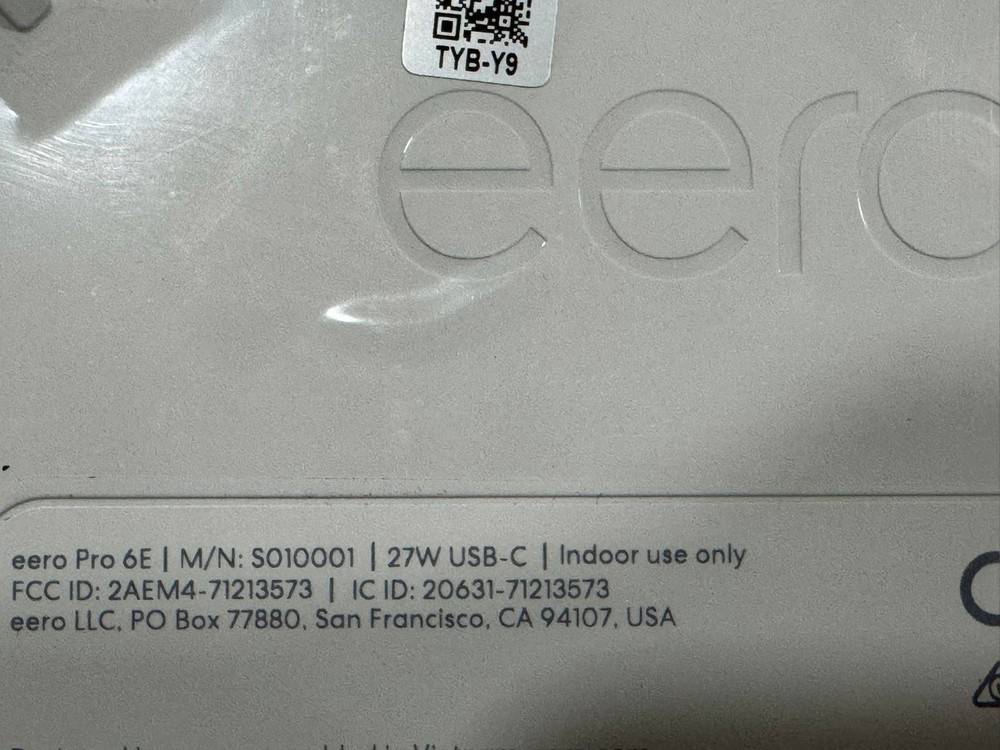 TYB-Y9
eero
eero Pro 6E | M/N: S010001 | 27W USB-C | Indoor use only
FCC ID: 2AEM4-71213573 | IC ID: 20631-71213573
eero LLC, PO Box 77880, San Francisco, CA 94107, USA